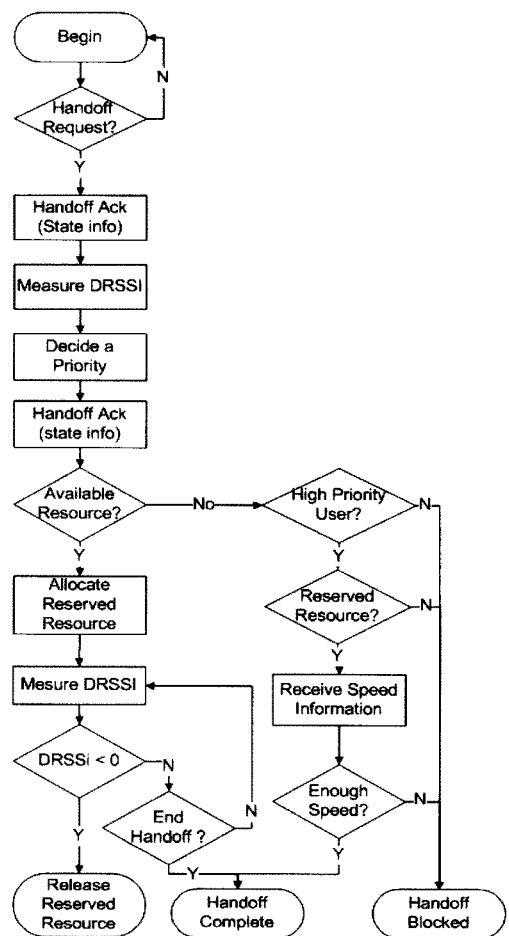 Begin
N
Handoff
Request?
Y
Handoff Ack
(State info)
Measure DRSSI
Decide a
Priority
Handoff Ack
(state info)
Available
Resource?
No
High Priority
User?
N
Y
Y
Allocate
Reserved
Resource
Reserved
Resource?
N
Y
Mesure DRSSI
Receive Speed
Information
DRSSi < 0
N
Enough
Speed?
N
End
Handoff ?
N
Y
Y
Y
Release
Reserved
Resource
Handoff
Complete
Handoff
Blocked